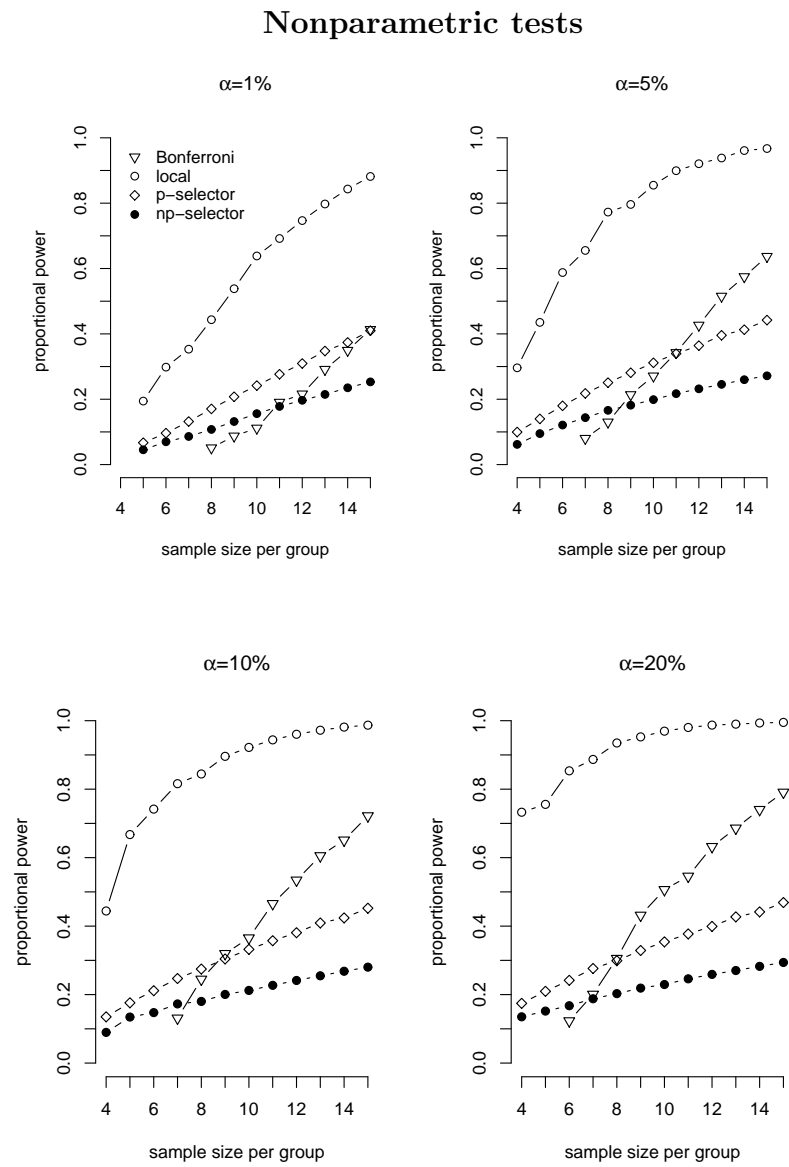 Nonparametric tests
α=1%
proportional power
0.0 0.2 0.4 0.6 0.8 1.0
Bonferroni
local
p−selector
np−selector
4 6 8 10 12 14
sample size per group
α=5%
proportional power
0.0 0.2 0.4 0.6 0.8 1.0
4 6 8 10 12 14
sample size per group
α=10%
proportional power
0.0 0.2 0.4 0.6 0.8 1.0
4 6 8 10 12 14
sample size per group
α=20%
proportional power
0.0 0.2 0.4 0.6 0.8 1.0
4 6 8 10 12 14
sample size per group